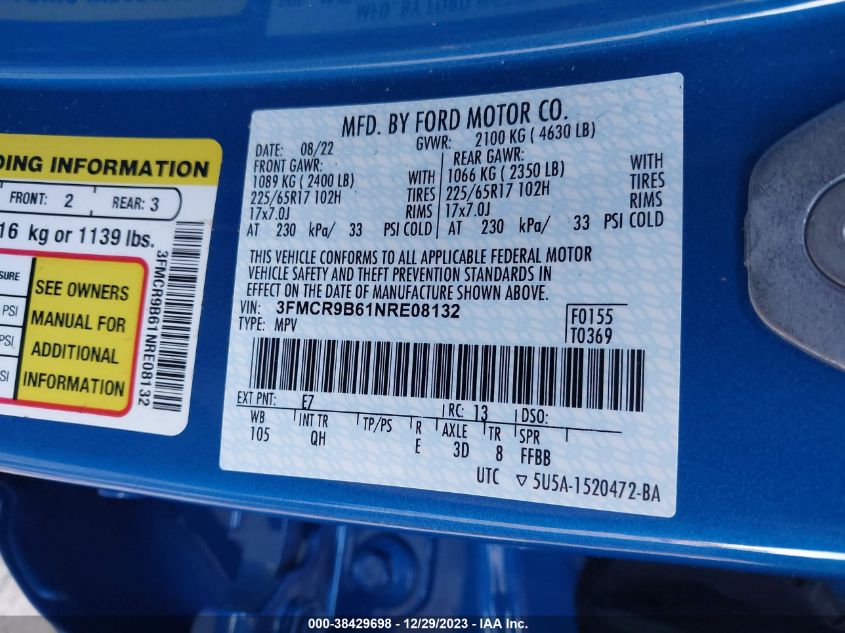 MFD. BY FORD MOTOR CO.
DATE: 08/22 GVWR: 2100 KG ( 4630 LB)
FRONT GAWR: REAR GAWR:
1089 KG ( 2400 LB) WITH 1066 KG ( 2350 LB) WITH
225/65R17 102H TIRES 225/65R17 102H TIRES
17x7.0J RIMS 17x7.0J RIMS
AT 230 kPa/ 33 PSI COLD AT 230 kPa/ 33 PSI COLD
THIS VEHICLE CONFORMS TO ALL APPLICABLE FEDERAL MOTOR
VEHICLE SAFETY AND THEFT PREVENTION STANDARDS IN
EFFECT ON THE DATE OF MANUFACTURE SHOWN ABOVE.
VIN: 3FMCR9B61NRE08132
TYPE: MPV
F0155
T0369
EXT PNT: E7 RC: 13 DSO:
WB INT TR TP/PS R AXLE TR SPR
105 QH E 3D 8 FFBB
UTC ▽ 5U5A-1520472-BA
DING INFORMATION
FRONT: 2 REAR: 3
16 kg or 1139 lbs.
SURE
PSI
PSI
SI
SEE OWNERS
MANUAL FOR
ADDITIONAL
INFORMATION
3FMCR9B61NRE08132
000-38429698 - 12/29/2023 - IAA.